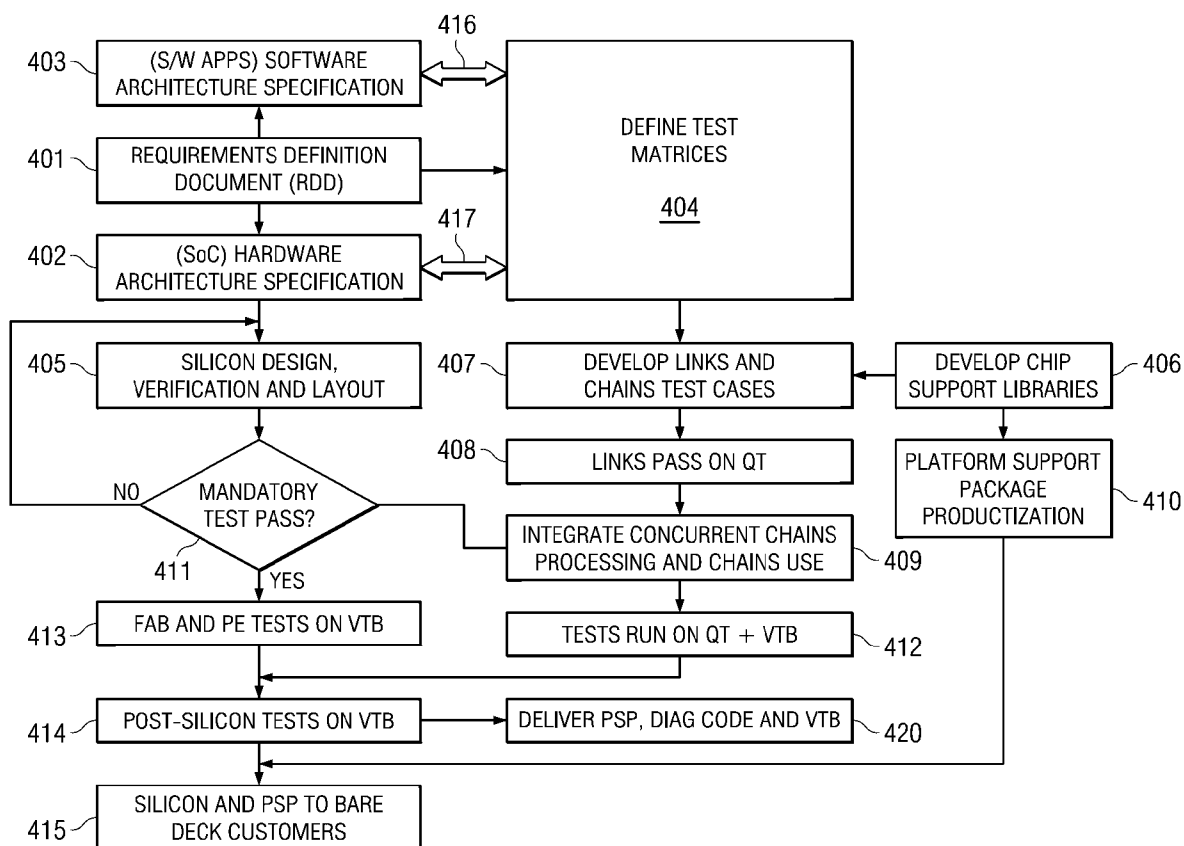 403
(S/W APPS) SOFTWARE
ARCHITECTURE SPECIFICATION
416
DEFINE TEST
MATRICES
404
401
REQUIREMENTS DEFINITION
DOCUMENT (RDD)
402
(SoC) HARDWARE
ARCHITECTURE SPECIFICATION
417
405
SILICON DESIGN,
VERIFICATION AND LAYOUT
407
DEVELOP LINKS AND
CHAINS TEST CASES
DEVELOP CHIP
SUPPORT LIBRARIES
406
408
LINKS PASS ON QT
PLATFORM SUPPORT
PACKAGE
PRODUCTIZATION
410
NO
MANDATORY
TEST PASS?
411
YES
INTEGRATE CONCURRENT CHAINS
PROCESSING AND CHAINS USE
409
413
FAB AND PE TESTS ON VTB
TESTS RUN ON QT + VTB
412
414
POST-SILICON TESTS ON VTB
DELIVER PSP, DIAG CODE AND VTB
420
415
SILICON AND PSP TO BARE
DECK CUSTOMERS